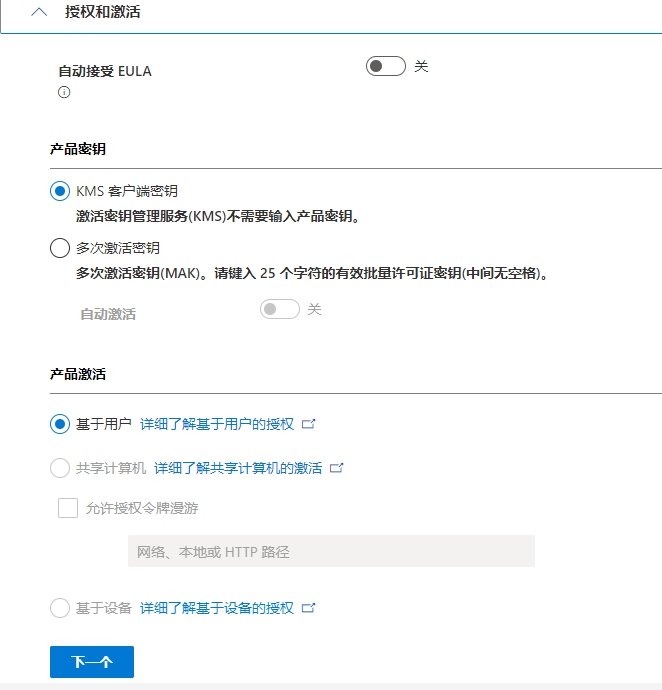 授权和激活
自动接受 EULA
关
产品密钥
KMS 客户端密钥
激活密钥管理服务(KMS)不需要输入产品密钥。
多次激活密钥
多次激活密钥(MAK)。请键入 25 个字符的有效批量许可证密钥(中间无空格)。
自动激活
关
产品激活
基于用户 详细了解基于用户的授权
共享计算机 详细了解共享计算机的激活
允许授权令牌漫游
网络、本地或 HTTP 路径
基于设备 详细了解基于设备的授权
下一个